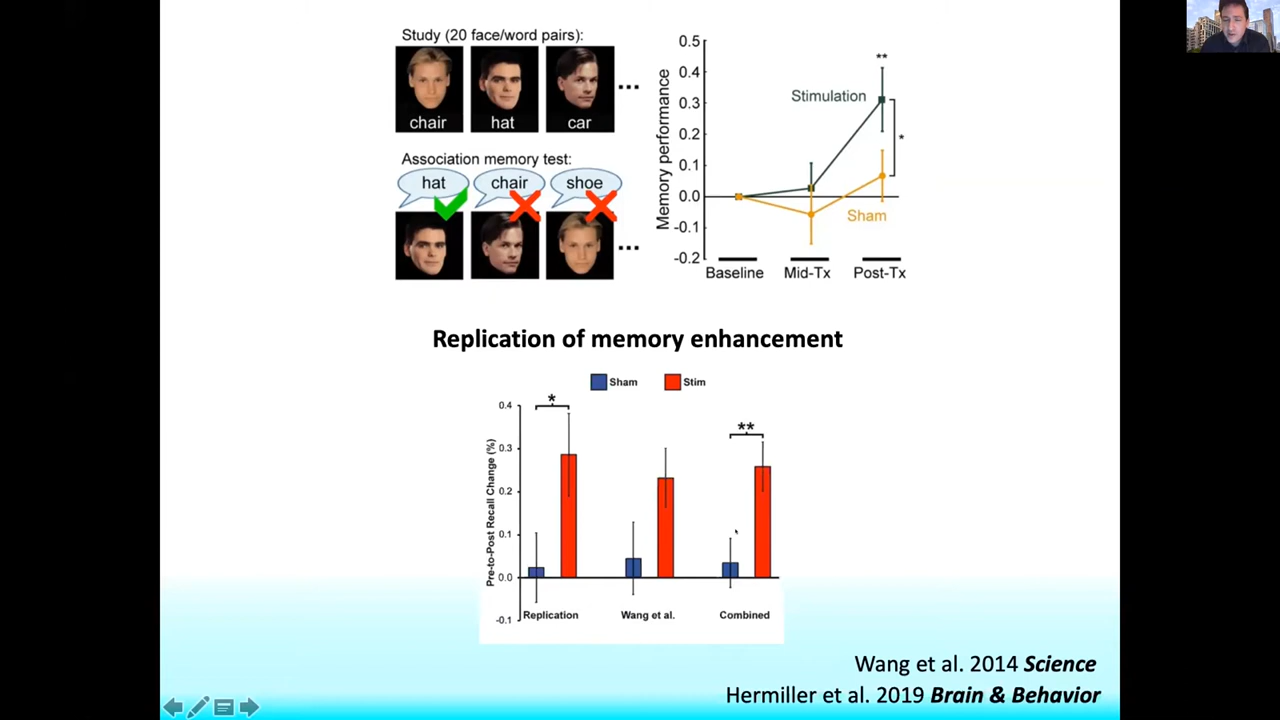 Study (20 face/word pairs):
chair
hat
car
...
Association memory test:
hat
chair
shoe
...
Memory performance
0.5
0.4
0.3
0.2
0.1
0.0
-0.1
-0.2
**
Stimulation
*
Sham
Baseline
Mid-Tx
Post-Tx
Replication of memory enhancement
Sham
Stim
Pre-to-Post Recall Change (%)
0.4
0.3
0.2
0.1
0.0
-0.1
*
**
Replication
Wang et al.
Combined
Wang et al. 2014 Science
Hermiller et al. 2019 Brain & Behavior